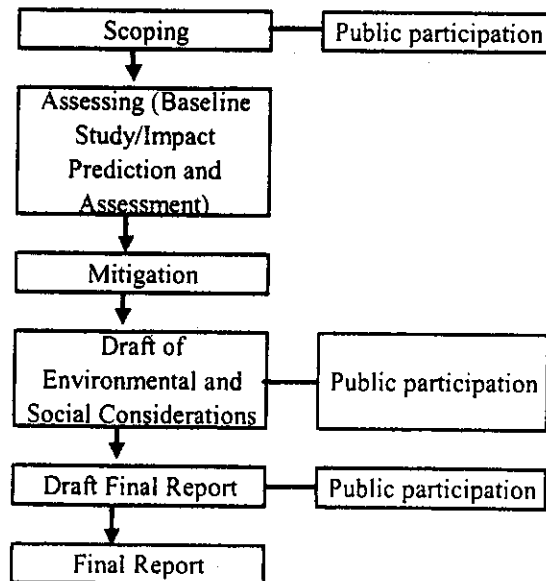 Scoping
Public participation
Assessing (Baseline
Study/Impact
Prediction and
Assessment)
Mitigation
Draft of
Environmental and
Social Considerations
Public participation
Draft Final Report
Public participation
Final Report